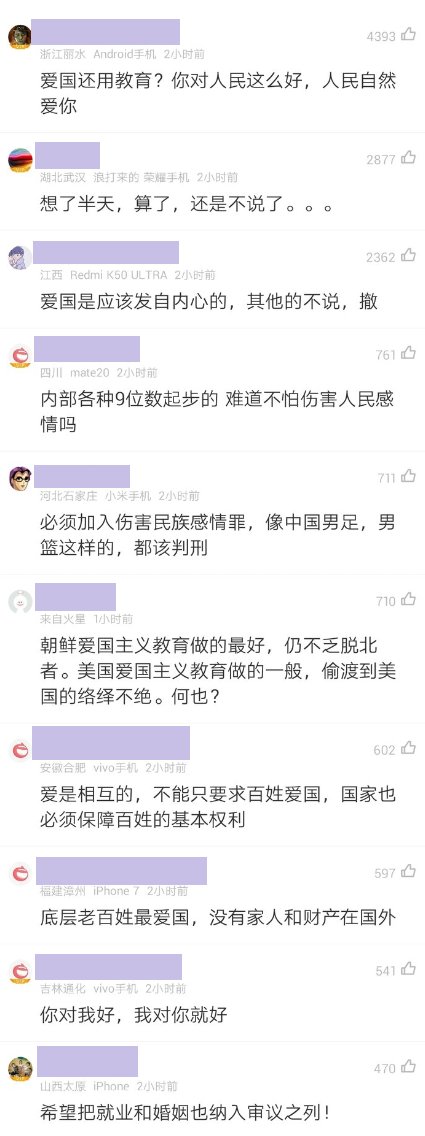 4393
浙江丽水 Android手机 2小时前
爱国还用教育？你对人民这么好，人民自然
爱你
2877
湖北武汉 浪打来的 荣耀手机 2小时前
想了半天，算了，还是不说了。。。
2362
江西 Redmi K50 ULTRA 2小时前
爱国是应该发自内心的，其他的不说，撤
761
四川 mate20 2小时前
内部各种9位数起步的 难道不怕伤害人民感
情吗
711
河北石家庄 小米手机 2小时前
必须加入伤害民族感情罪，像中国男足，男
篮这样的，都该判刑
710
来自火星 1小时前
朝鲜爱国主义教育做的最好，仍不乏脱北
者。美国爱国主义教育做的一般，偷渡到美
国的络绎不绝。何也？
602
安徽合肥 vivo手机 2小时前
爱是相互的，不能只要求百姓爱国，国家也
必须保障百姓的基本权利
597
福建漳州 iPhone 7 2小时前
底层老百姓最爱国，没有家人和财产在国外
541
吉林通化 vivo手机 2小时前
你对我好，我对你就好
470
山西太原 iPhone 2小时前
希望把就业和婚姻也纳入审议之列！